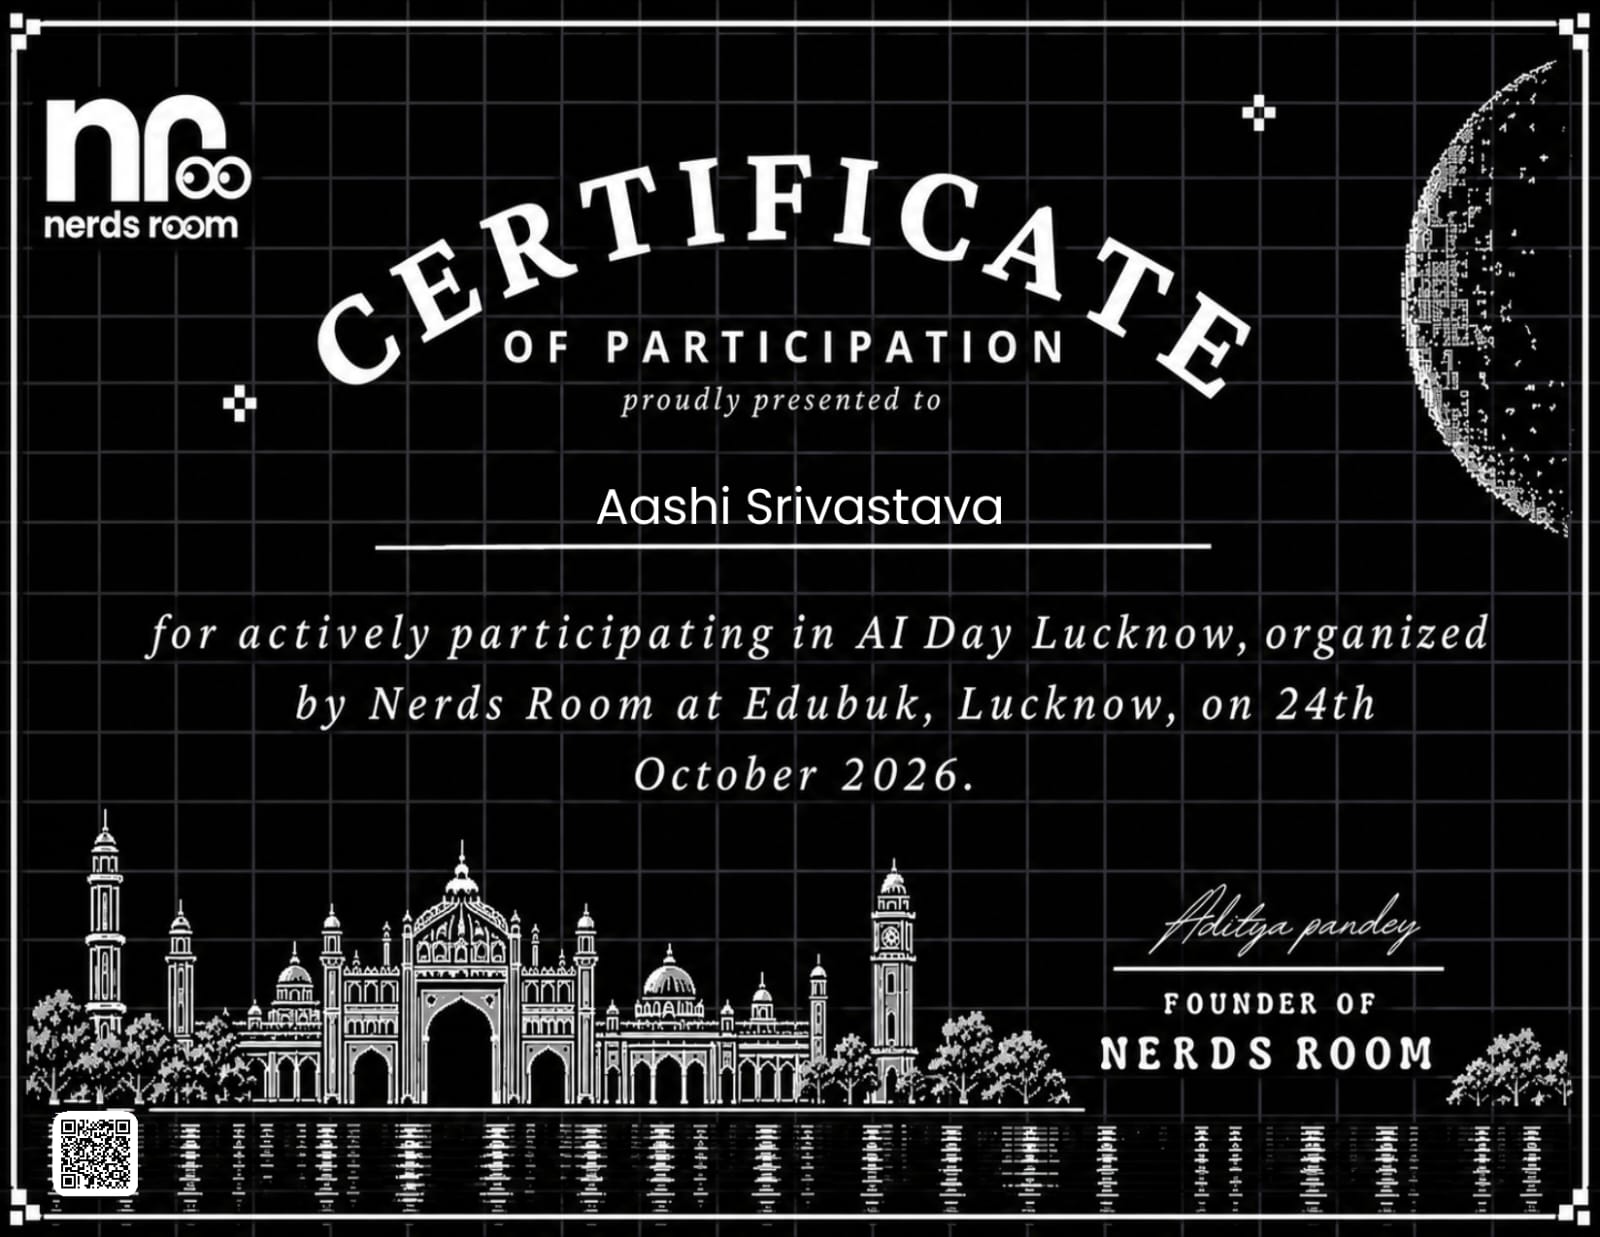 nr
nerds room
CERTIFICATE
OF PARTICIPATION
proudly presented to
Aashi Srivastava
for actively participating in AI Day Lucknow, organized
by Nerds Room at Edubuk, Lucknow, on 24th
October 2026.
Aditya pandey
FOUNDER OF
NERDS ROOM